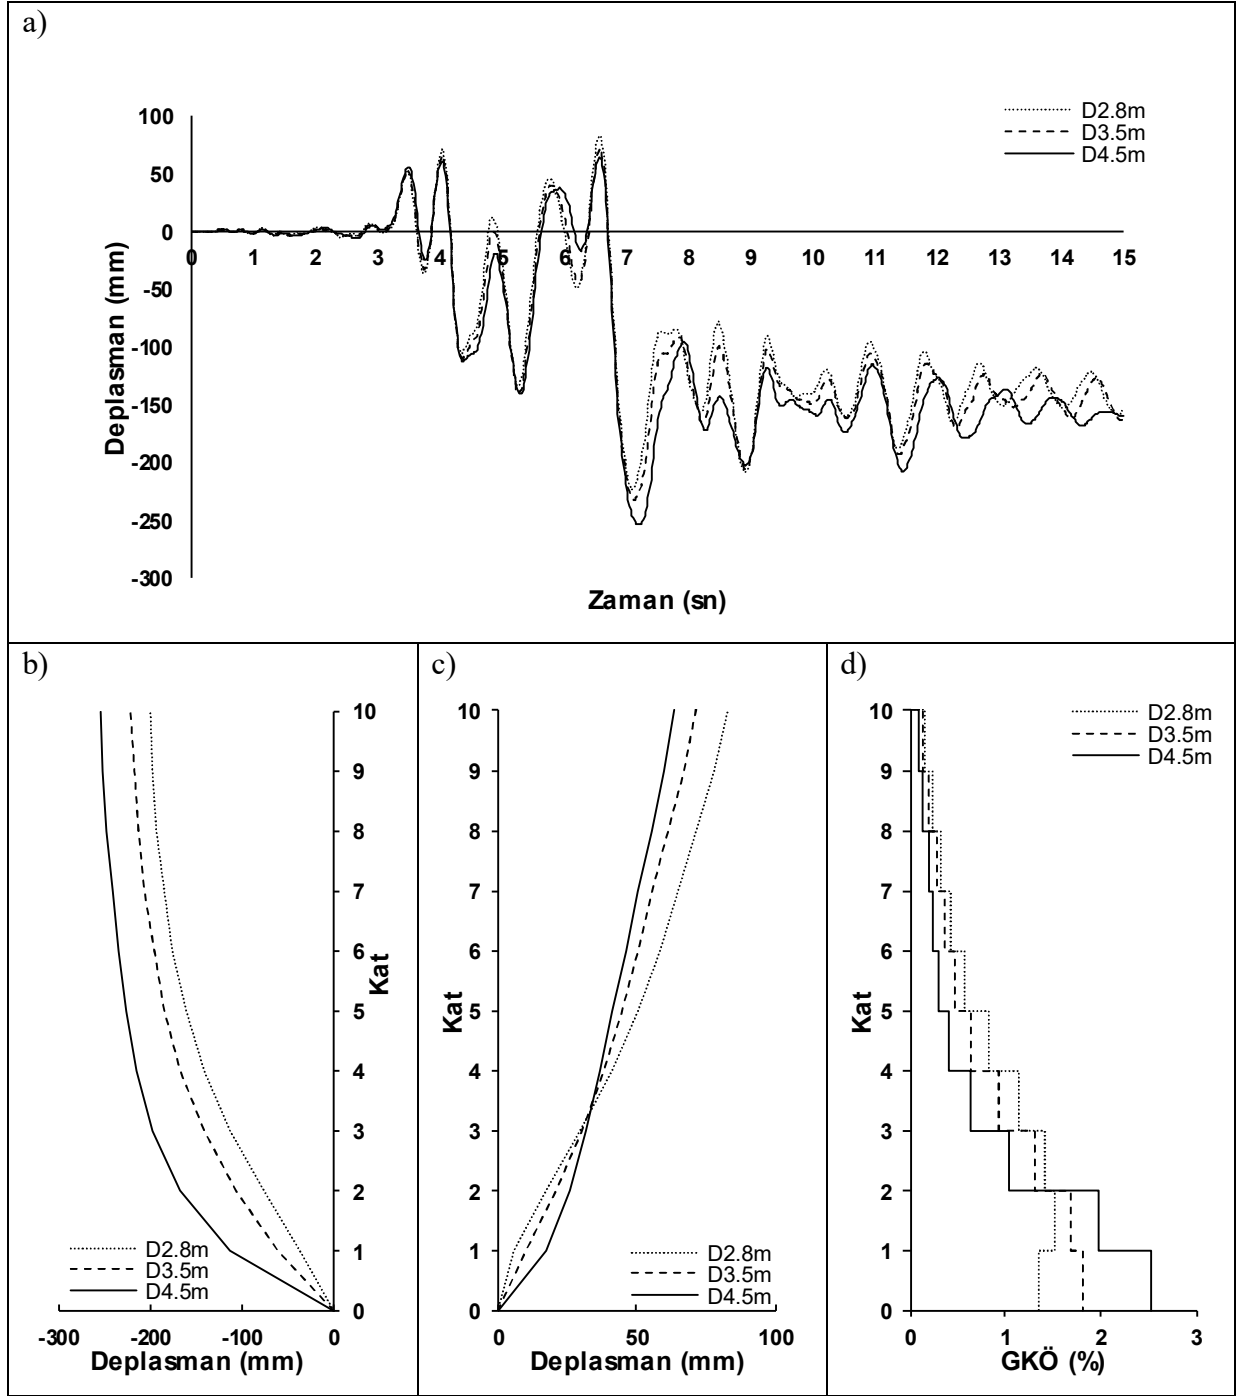 a)
D2.8m
D3.5m
D4.5m
100
50
0
-50
-100
-150
-200
-250
-300
0 1 2 3 4 5 6 7 8 9 10 11 12 13 14 15
Deplasman (mm)
Zaman (sn)
b)
10
9
8
7
6
5
4
3
2
1
0
Kat
D2.8m
D3.5m
D4.5m
-300 -200 -100 0
Deplasman (mm)
c)
10
9
8
7
6
5
4
3
2
1
0
Kat
D2.8m
D3.5m
D4.5m
0 50 100
Deplasman (mm)
d)
D2.8m
D3.5m
D4.5m
10
9
8
7
6
5
4
3
2
1
0
Kat
0 1 2 3
GKÖ (%)